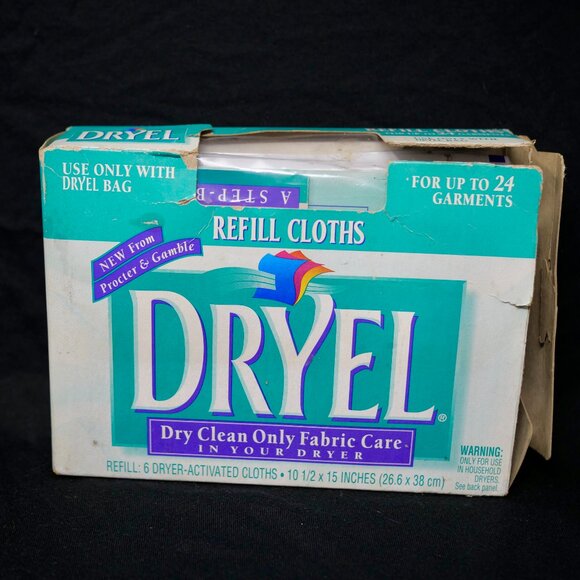 DRYEL
USE ONLY WITH
DRYEL BAG
A STEP-B
FOR UP TO 24
GARMENTS
REFILL CLOTHS
NEW From
Procter & Gamble
DRYEL®
Dry Clean Only Fabric Care
IN YOUR DRYER
REFILL: 6 DRYER-ACTIVATED CLOTHS • 10 1/2 x 15 INCHES (26.6 x 38 cm)
WARNING:
ONLY FOR USE
IN HOUSEHOLD
DRYERS.
See back panel.